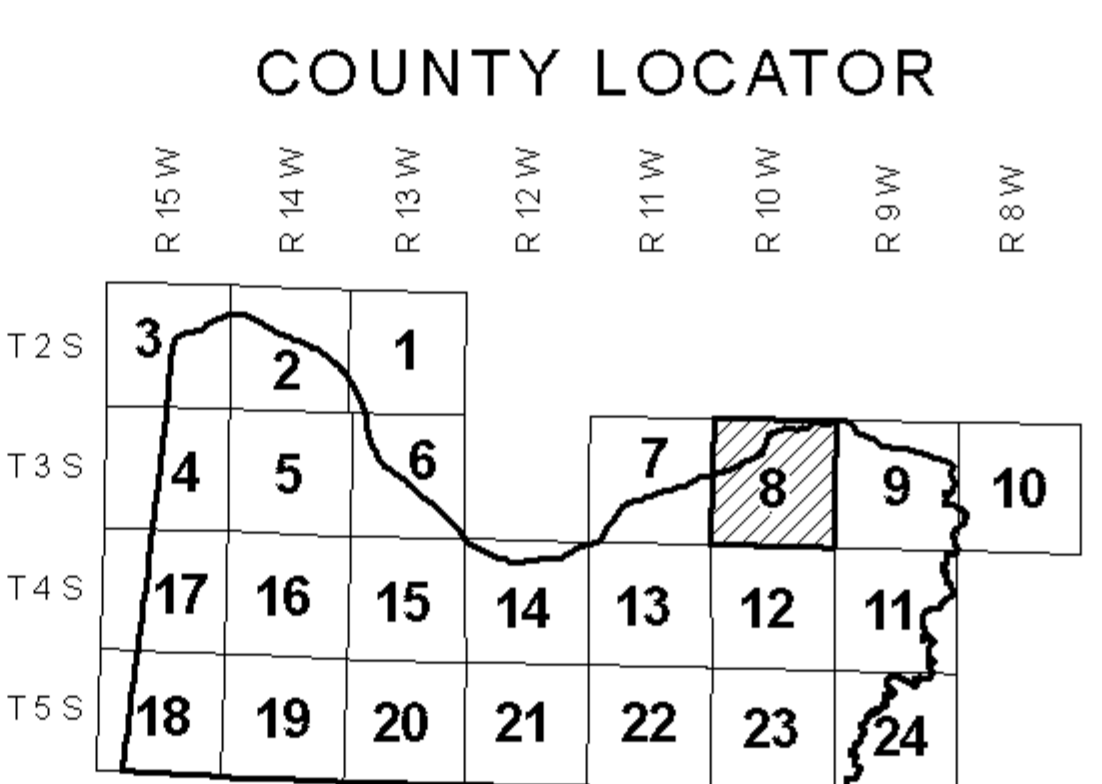 COUNTY LOCATOR
R 15 W R 14 W R 13 W R 12 W R 11 W R 10 W R 9 W R 8 W
T 2 S 3 2 1
T 3 S 4 5 6 7 8 9 10
T 4 S 17 16 15 14 13 12 11
T 5 S 18 19 20 21 22 23 24